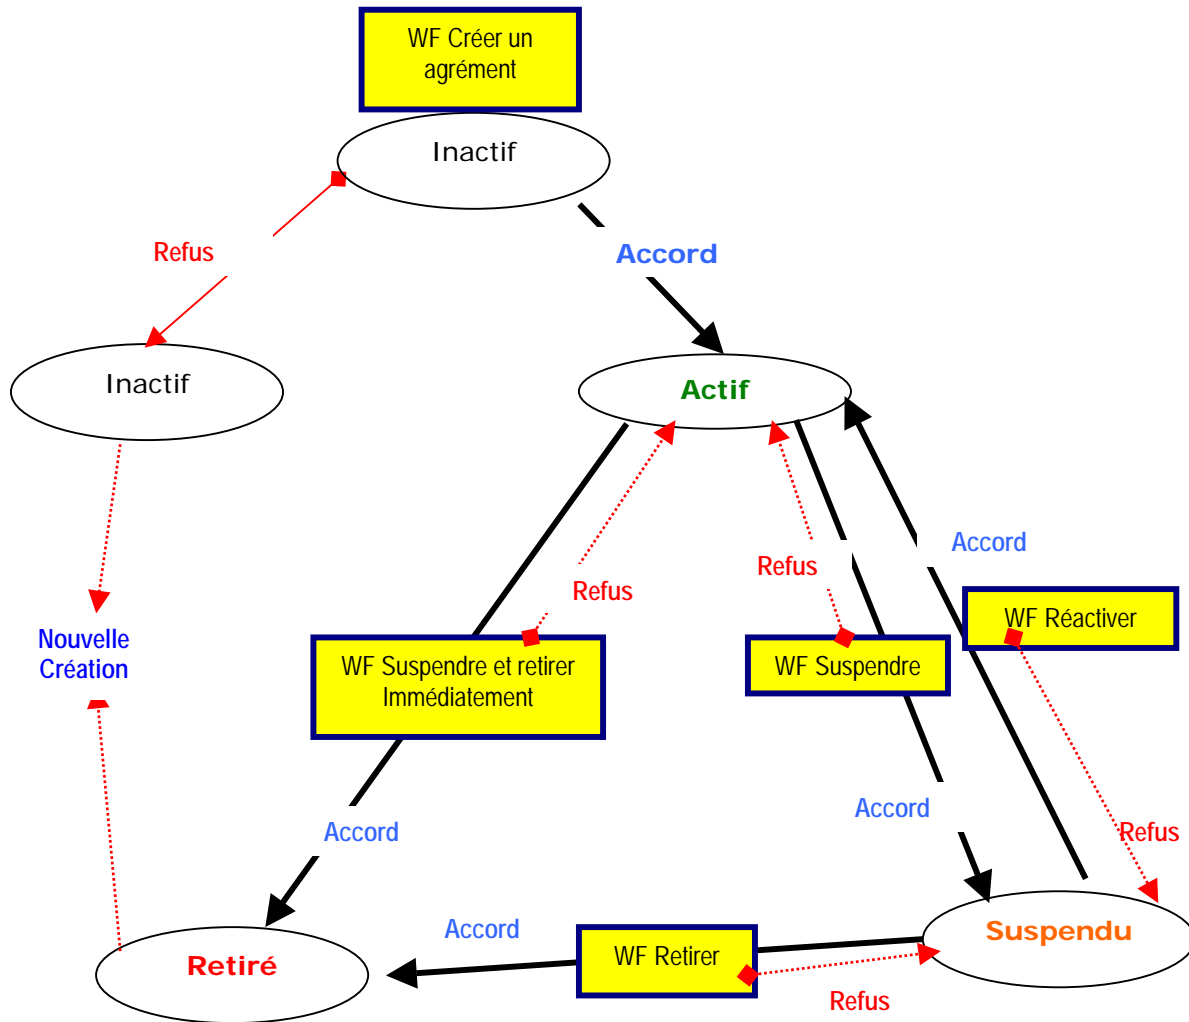 WF Créer un
agrément
Inactif
Refus
Accord
Inactif
Actif
Accord
Refus
Refus
WF Réactiver
Nouvelle
Création
WF Suspendre et retirer
Immédiatement
WF Suspendre
Accord
Accord
Refus
Accord
Suspendu
WF Retirer
Retiré
Refus